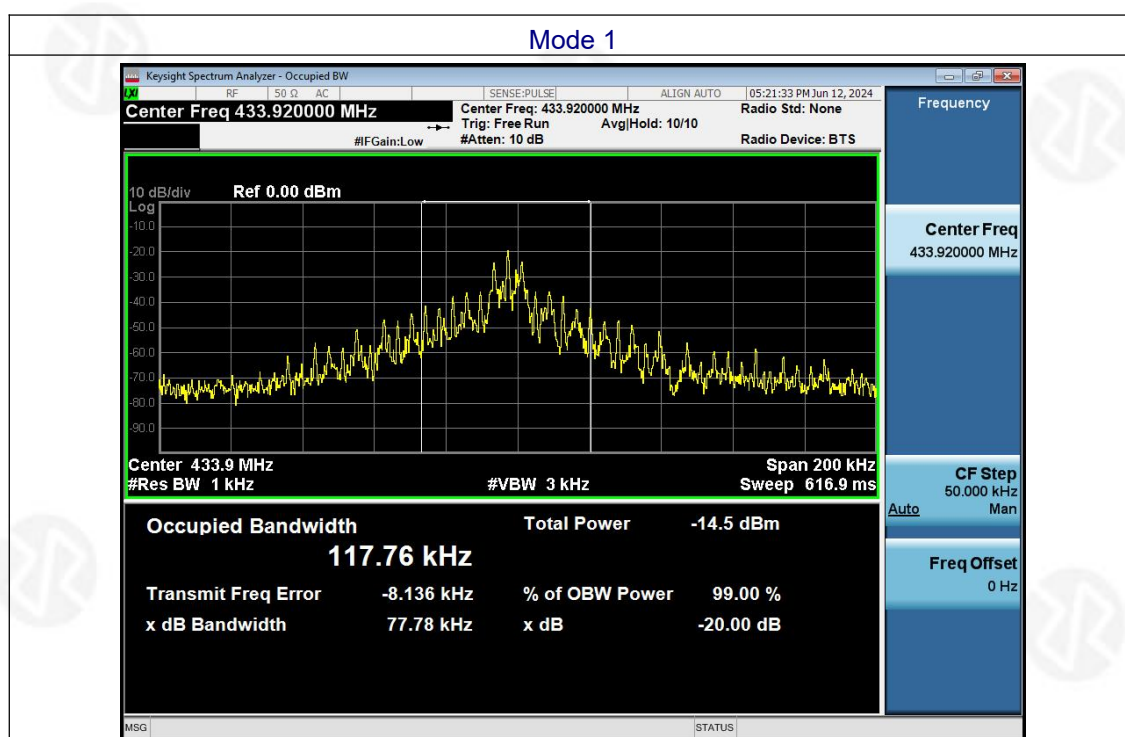 Mode 1
Keysight Spectrum Analyzer - Occupied BW
LXI RF 50 Ω AC SENSE:PULSE ALIGN AUTO 05:21:33 PM Jun 12, 2024
Center Freq 433.920000 MHz Center Freq: 433.920000 MHz Radio Std: None
Trig: Free Run Avg|Hold: 10/10
#IFGain:Low #Atten: 10 dB Radio Device: BTS
10 dB/div Ref 0.00 dBm
Log
-10.0
-20.0
-30.0
-40.0
-50.0
-60.0
-70.0
-80.0
-90.0
Center 433.9 MHz Span 200 kHz
#Res BW 1 kHz #VBW 3 kHz Sweep 616.9 ms
Occupied Bandwidth Total Power -14.5 dBm
117.76 kHz
Transmit Freq Error -8.136 kHz % of OBW Power 99.00 %
x dB Bandwidth 77.78 kHz x dB -20.00 dB
MSG STATUS
Frequency
Center Freq
433.920000 MHz
CF Step
50.000 kHz
Auto Man
Freq Offset
0 Hz